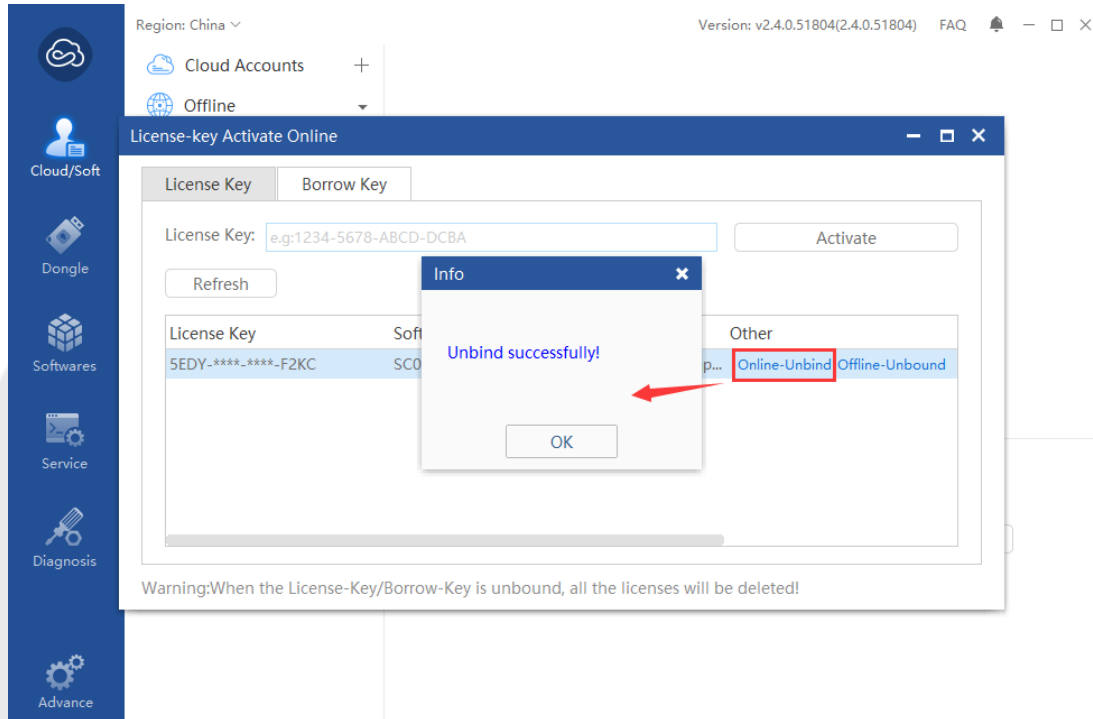 Region: China
Version: v2.4.0.51804(2.4.0.51804) FAQ
Cloud Accounts
Offline
Cloud/Soft
Dongle
Softwares
Service
Diagnosis
Advance
License-key Activate Online
License Key Borrow Key
License Key: e.g:1234-5678-ABCD-DCBA Activate
Refresh
License Key Soft Other
5EDY-****-****-F2KC SC0 p... Online-Unbind Offline-Unbound
Info
Unbind successfully!
OK
Warning:When the License-Key/Borrow-Key is unbound, all the licenses will be deleted!